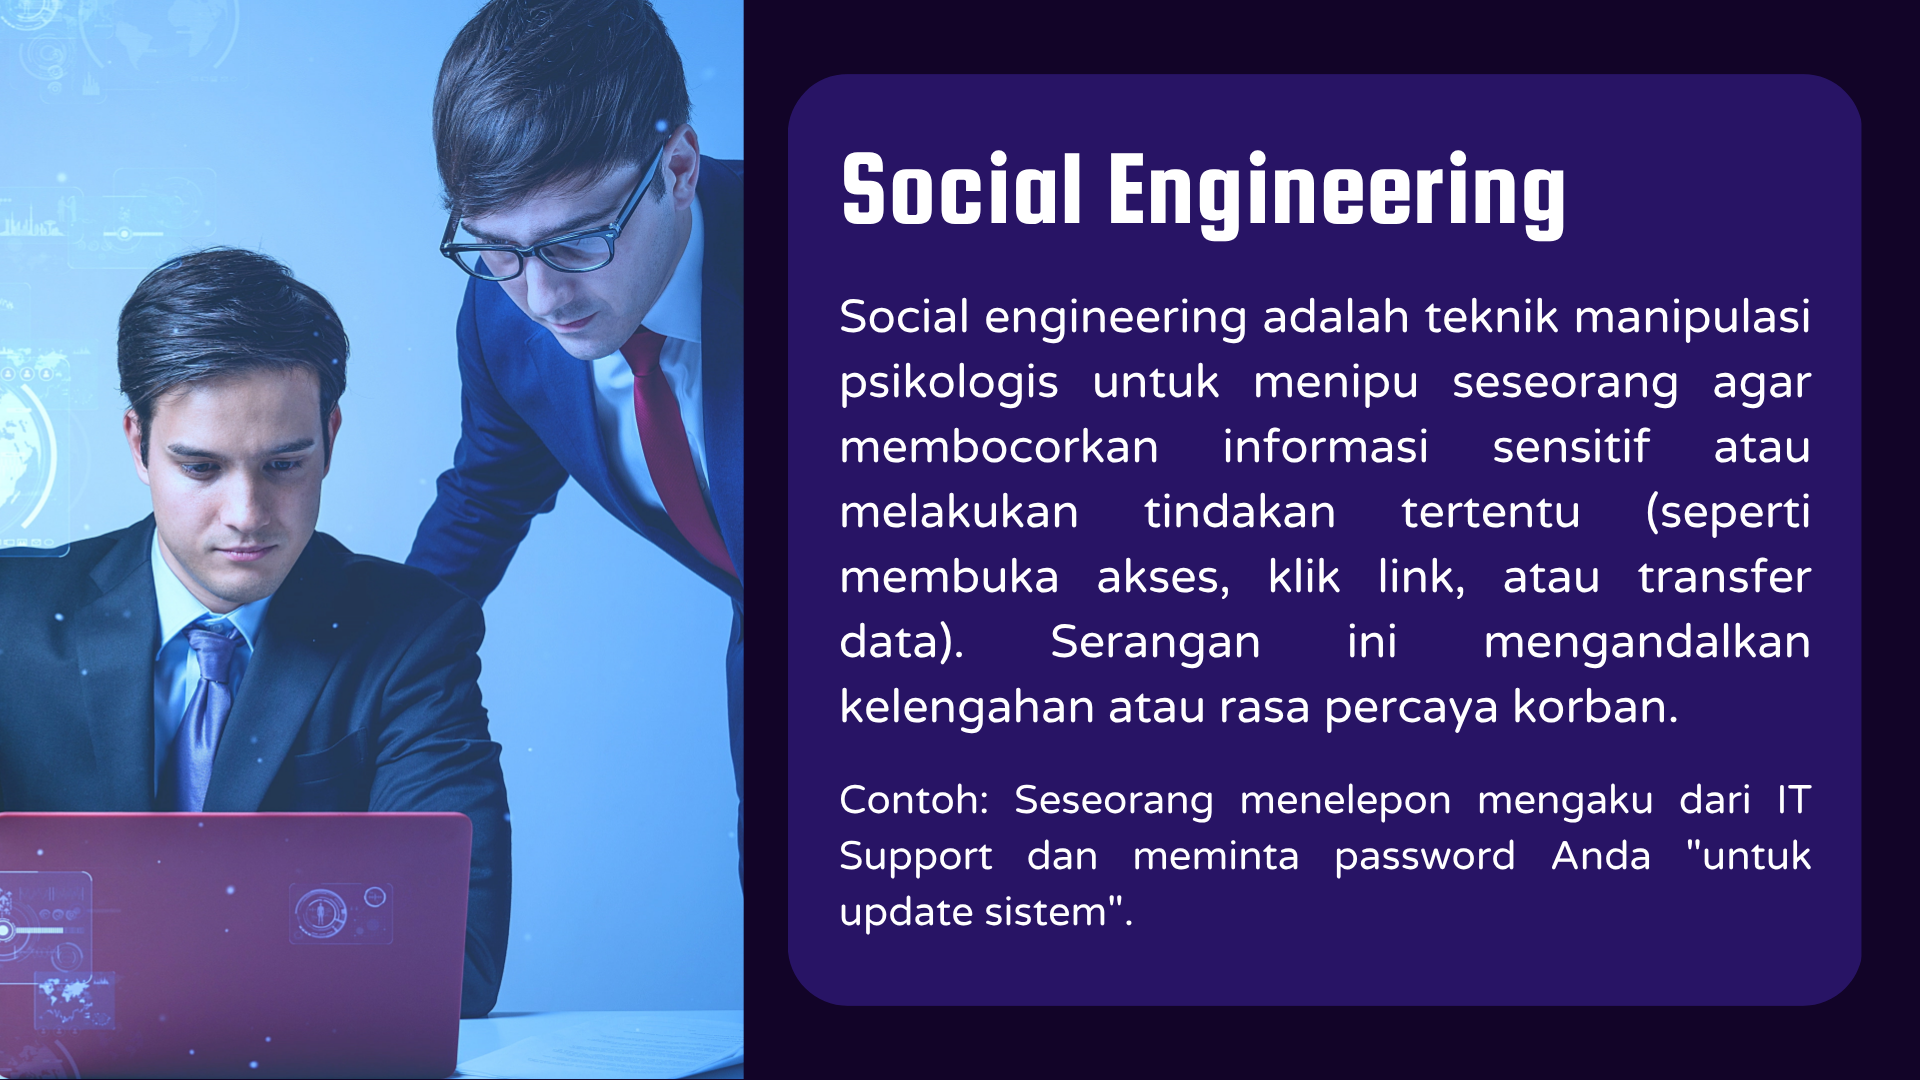 Social Engineering
Social engineering adalah teknik manipulasi
psikologis untuk menipu seseorang agar
membocorkan informasi sensitif atau
melakukan tindakan tertentu (seperti
membuka akses, klik link, atau transfer
data). Serangan ini mengandalkan
kelengahan atau rasa percaya korban.
Contoh: Seseorang menelepon mengaku dari IT
Support dan meminta password Anda "untuk
update sistem".